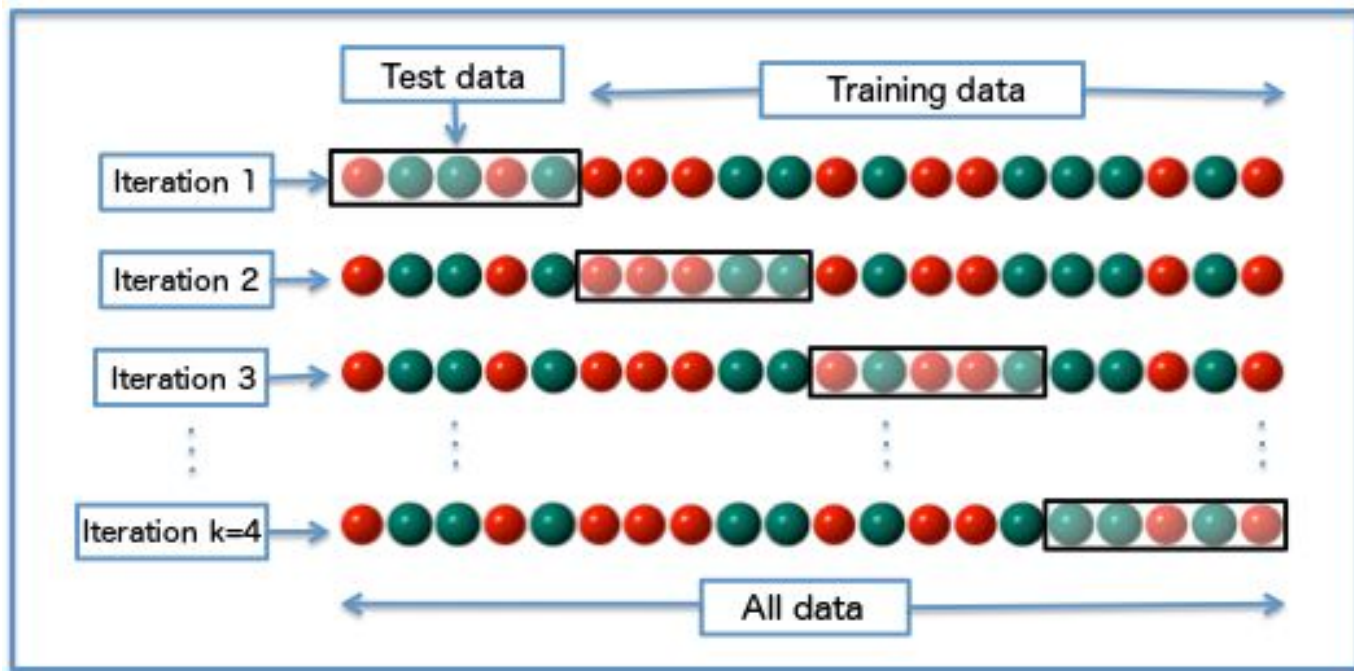 Test data
Training data
Iteration 1
Iteration 2
Iteration 3
Iteration k=4
All data